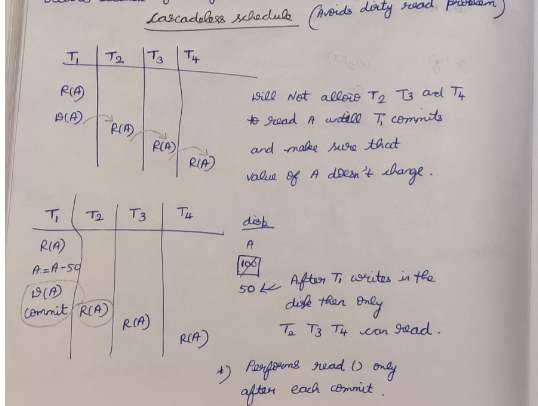 Cascadeless schedule (Avoids dirty read problem)
T1 T2 T3 T4
R(A)
W(A)
R(A)
R(A)
R(A)
will Not allow T2 T3 and T4
to read A untill T1 commits
and make sure that
value of A doesn't change.
T1 T2 T3 T4
R(A)
A=A-50
W(A)
commit R(A)
R(A)
R(A)
disk
A
100
50 After T1 writes in the
disk then only
T2 T3 T4 can read.
*) Performs read () only
after each commit.